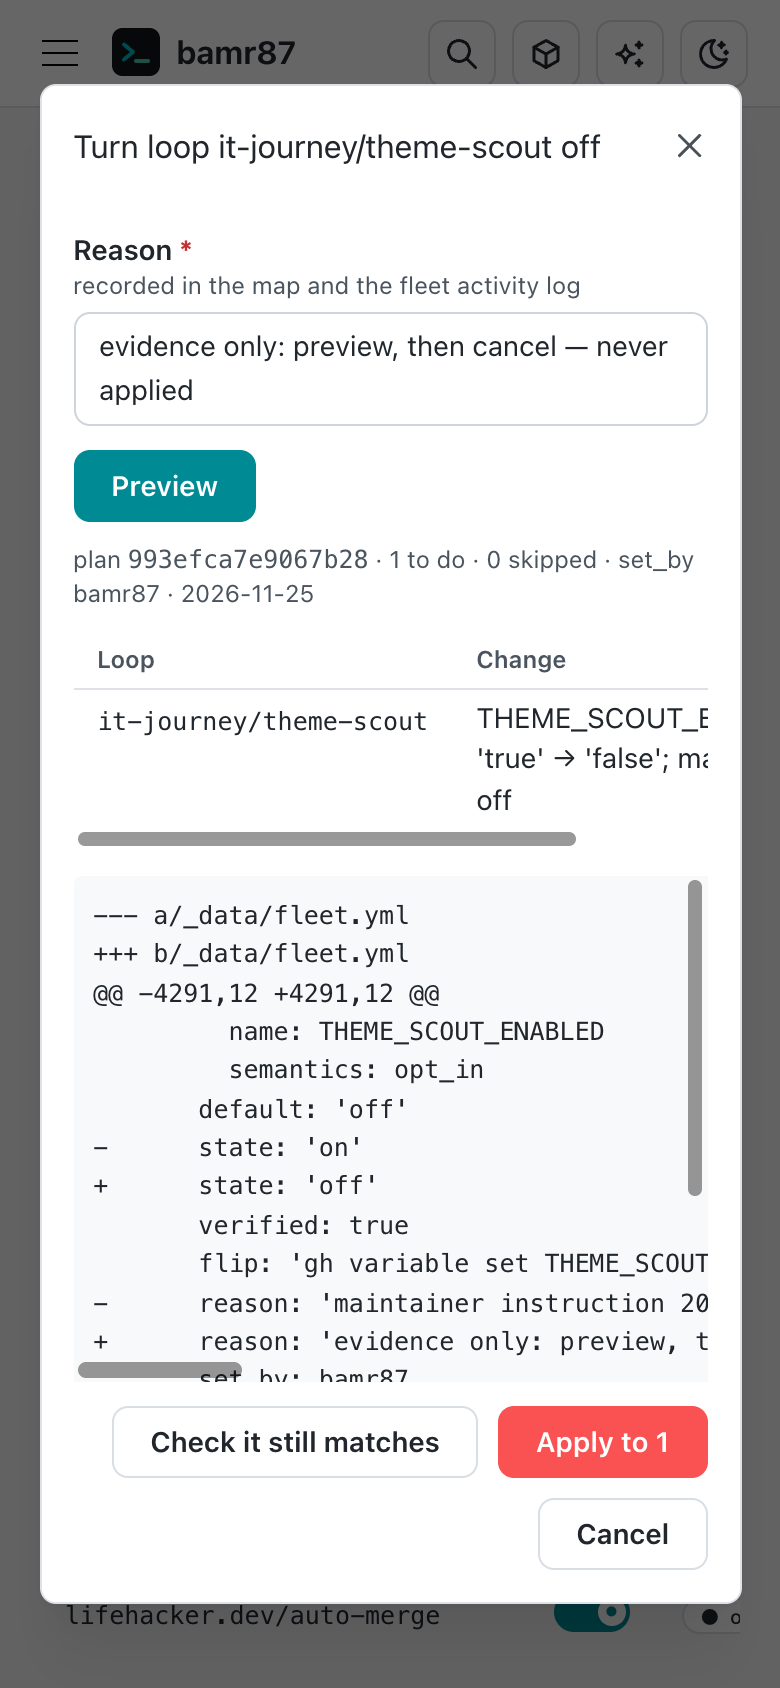 bamr87
Turn loop it-journey/theme-scout off
Reason *
recorded in the map and the fleet activity log
evidence only: preview, then cancel — never
applied
Preview
plan 993efca7e9067b28 · 1 to do · 0 skipped · set_by
bamr87 · 2026-11-25
Loop Change
it-journey/theme-scout THEME_SCOUT_E
'true' → 'false'; ma
off
--- a/_data/fleet.yml
+++ b/_data/fleet.yml
@@ -4291,12 +4291,12 @@
name: THEME_SCOUT_ENABLED
semantics: opt_in
default: 'off'
- state: 'on'
+ state: 'off'
verified: true
flip: 'gh variable set THEME_SCOUT
- reason: 'maintainer instruction 20
+ reason: 'evidence only: preview, t
set_by: bamr87
Check it still matches
Apply to 1
Cancel
lifehacker.dev/auto-merge o